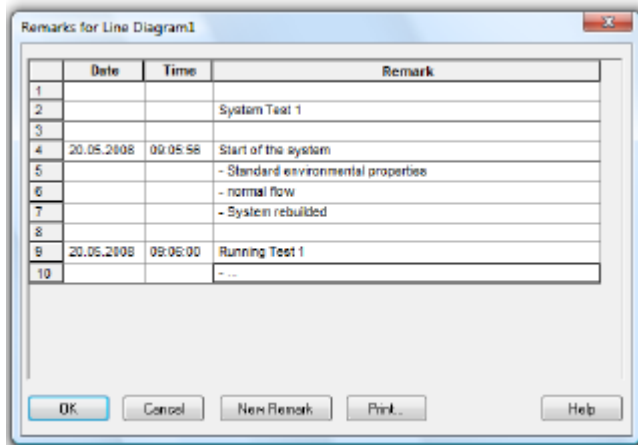 Remarks for Line Diagram1
Date Time Remark
1
2 System Test 1
3
4 20.05.2008 09:05:56 Start of the system
5 - Standard environmental properties
6 - normal flow
7 - System rebuilded
8
9 20.05.2008 09:06:00 Running Test 1
10 - ...
OK Cancel New Remark Print... Help